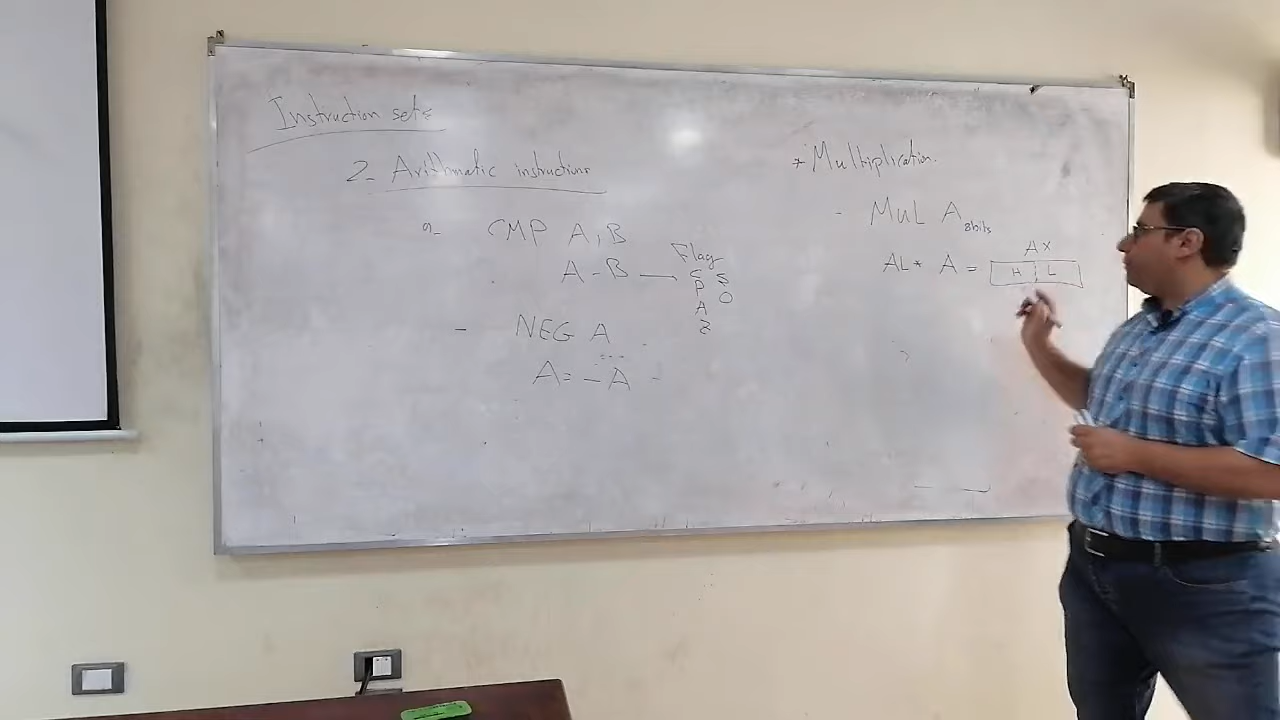 Instruction sets
2- Arithmatic instructions
CMP A,B
A-B → Flag
C S
P O
A
Z
- NEG A
A= -A
* Multiplication.
- MUL A 8bits
AX
AL* A = H L